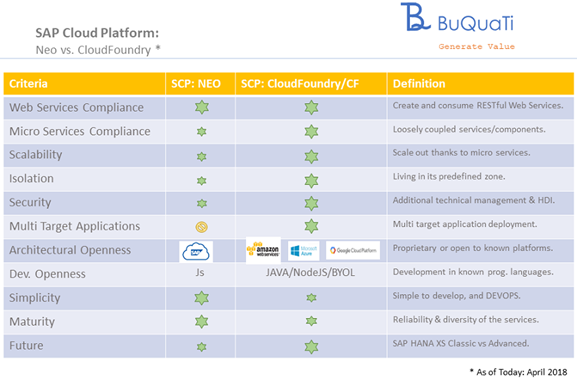 SAP Cloud Platform:
Neo vs. CloudFoundry *
BuQuaTi
Generate Value
Criteria SCP: NEO SCP: CloudFoundry/CF Definition
Web Services Compliance Create and consume RESTful Web Services.
Micro Services Compliance Loosely coupled services/components.
Scalability Scale out thanks to micro services.
Isolation Living in its predefined zone.
Security Additional technical management & HDI.
Multi Target Applications Multi target application deployment.
Architectural Openness amazon web services Microsoft Azure Google Cloud Platform Proprietary or open to known platforms.
Dev. Openness Js JAVA/NodeJS/BYOL Development in known prog. languages.
Simplicity Simple to develop, and DEVOPS.
Maturity Reliability & diversity of the services.
Future SAP HANA XS Classic vs Advanced.
* As of Today: April 2018